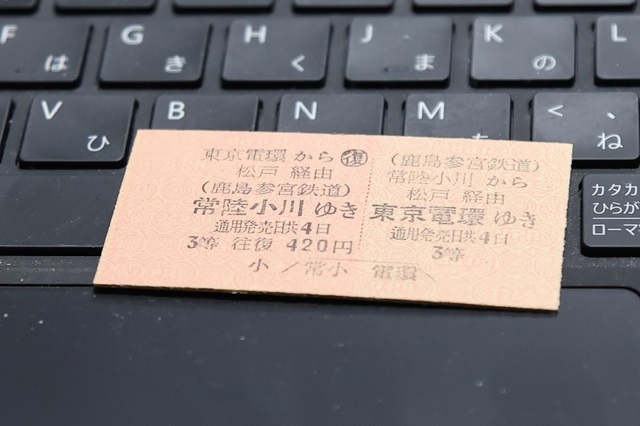 F
は
G
き
H
く
J
ま
K
の
L
V
ひ
B
N
M
<
、
ね
カタカ
ひらが
ローマ
東京電環 から 復
松戸 経由
(鹿島参宮鉄道)
常陸小川 ゆき
通用発売日共4日
3等 往復 420円
小 / 常小 電環
(鹿島参宮鉄道)
常陸小川 から
松戸 経由
東京電環 ゆき
通用発売日共4日
3等